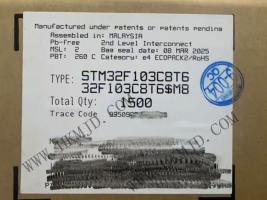 Manufactured under patents or patents pending
Assembled in: MALAYSIA
Pb-free 2nd Level Interconnect
MSL: 2 Bag seal date: 08 MAR 2025
PBT: 260 C Category: e4 ECOPACK2/RoHS
TYPE: STM32F103C8T6
32F103C8T6$M8
Total Qty: 1500
Trace Code